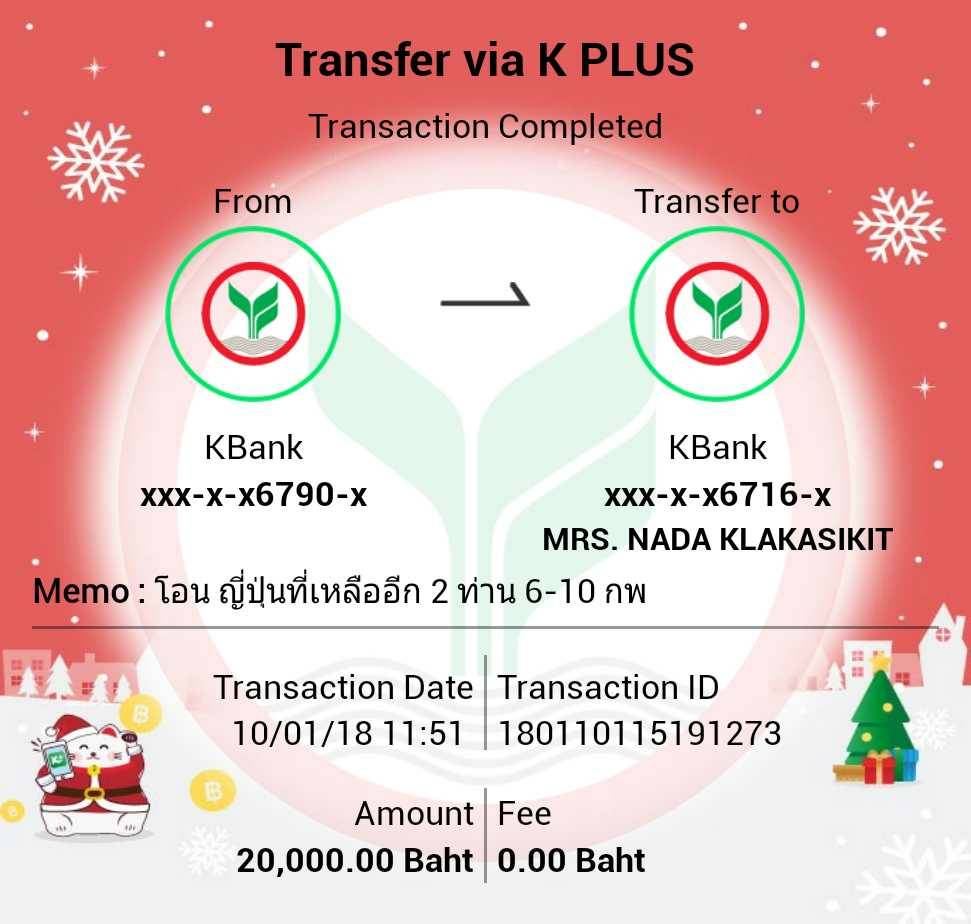 Transfer via K PLUS
Transaction Completed
From Transfer to
KBank KBank
xxx-x-x6790-x xxx-x-x6716-x
MRS. NADA KLAKASIKIT
Memo : โอน ญี่ปุ่นที่เหลืออีก 2 ท่าน 6-10 กพ
Transaction Date Transaction ID
10/01/18 11:51 180110115191273
Amount Fee
20,000.00 Baht 0.00 Baht